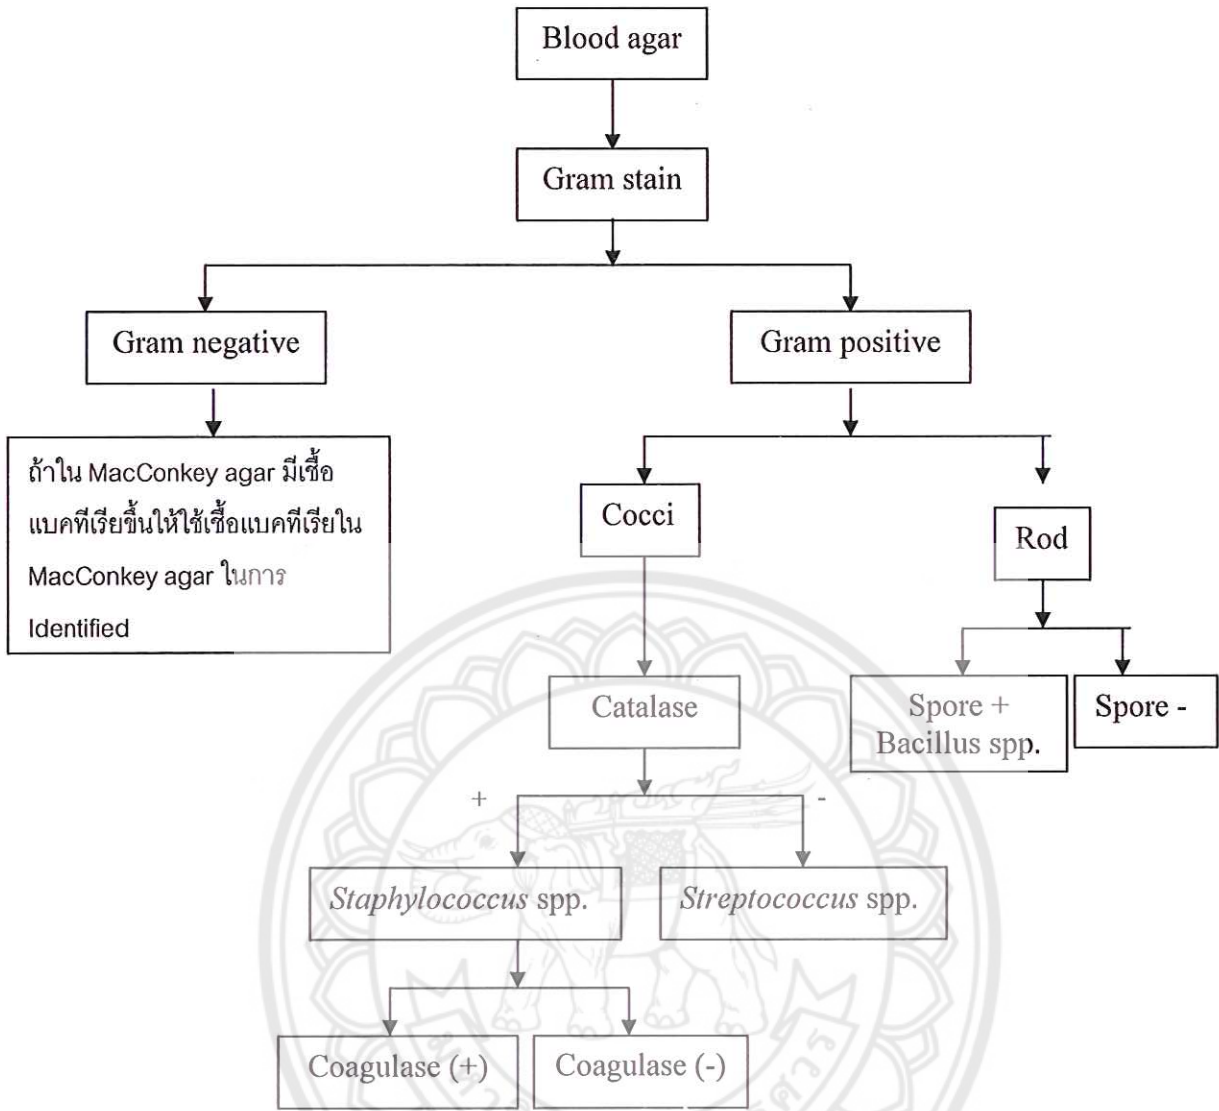 Blood agar
Gram stain
Gram negative
Gram positive
ถ้าใน MacConkey agar มีเชื้อ
แบคทีเรียขึ้นให้ใช้เชื้อแบคทีเรียใน
MacConkey agar ในการ
Identified
Cocci
Rod
Catalase
Spore +
Bacillus spp.
Spore -
+
-
Staphylococcus spp.
Streptococcus spp.
Coagulase (+)
Coagulase (-)